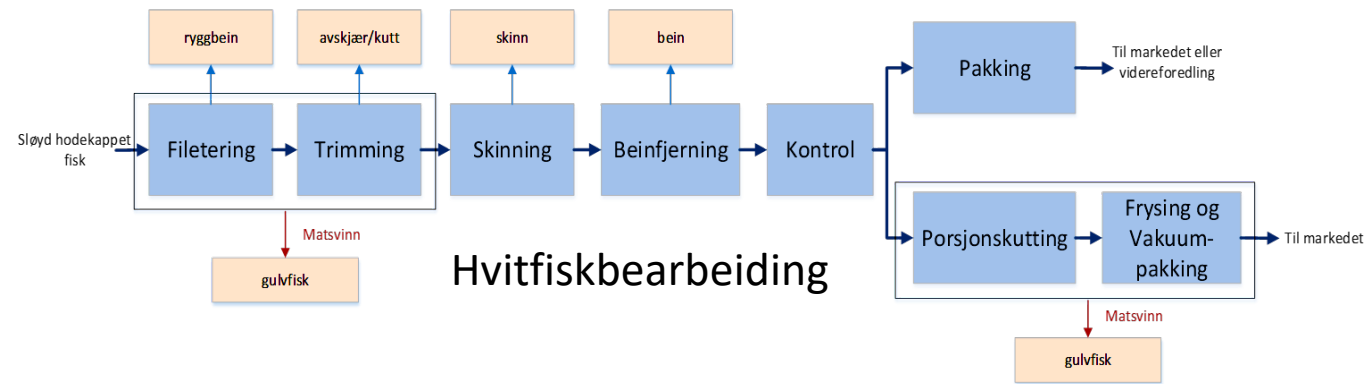 ryggbein
avskjær/kutt
skinn
bein
Pakking
Til markedet eller
videreforedling
Sløyd hodekappet
fisk
Filetering
Trimming
Skinning
Beinfjerning
Kontrol
Matsvinn
gulvfisk
Hvitfiskbearbeiding
Porsjonskutting
Frysing og
Vakuum-
pakking
Til markedet
Matsvinn
gulvfisk